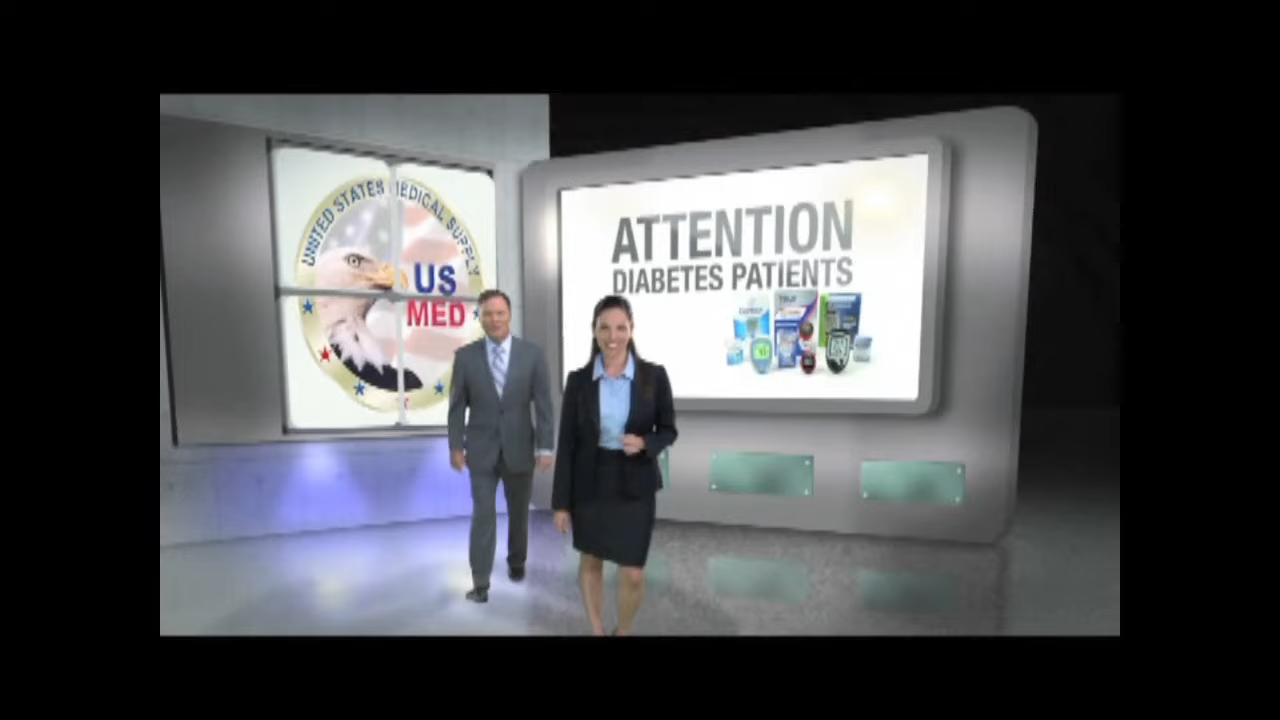 UNITED STATES MEDICAL SUPPLY
US
MED
ATTENTION
DIABETES PATIENTS